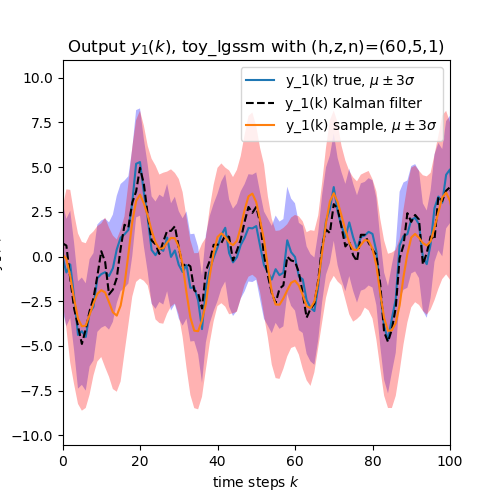 Output y₁(k), toy_lgssm with (h,z,n)=(60,5,1)
y_1(k) true, μ ± 3σ
y_1(k) Kalman filter
y_1(k) sample, μ ± 3σ
10.0
7.5
5.0
2.5
0.0
−2.5
−5.0
−7.5
−10.0
0 20 40 60 80 100
time steps k